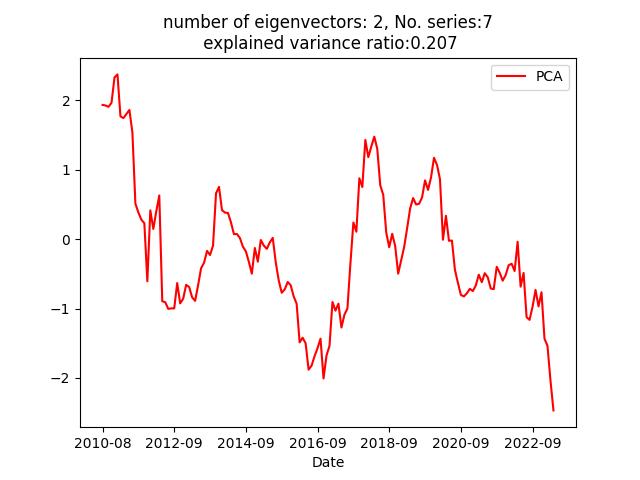 number of eigenvectors: 2, No. series:7
explained variance ratio:0.207
PCA
2
1
0
−1
−2
2010-08 2012-09 2014-09 2016-09 2018-09 2020-09 2022-09
Date